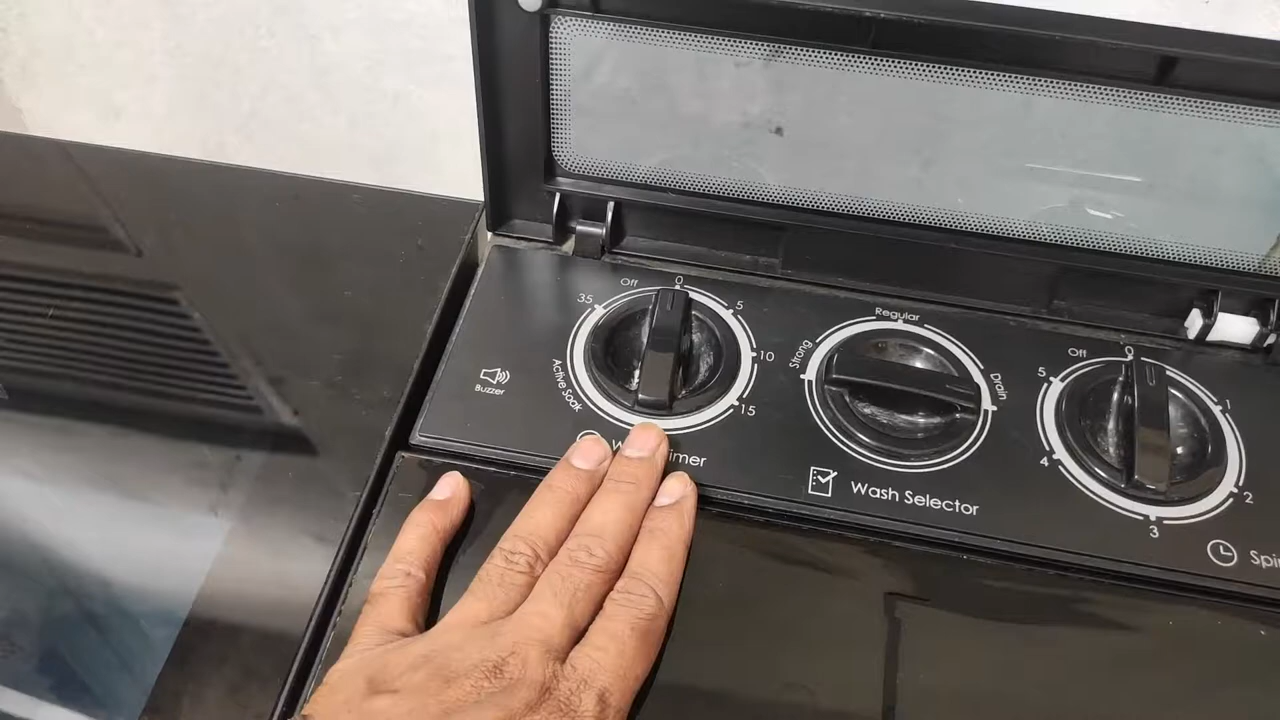 Off 0 5 10 15 Active Soak 35
Buzzer
Regular
Strong
Drain
Wash Selector
Off 0 1 2 3 4 5